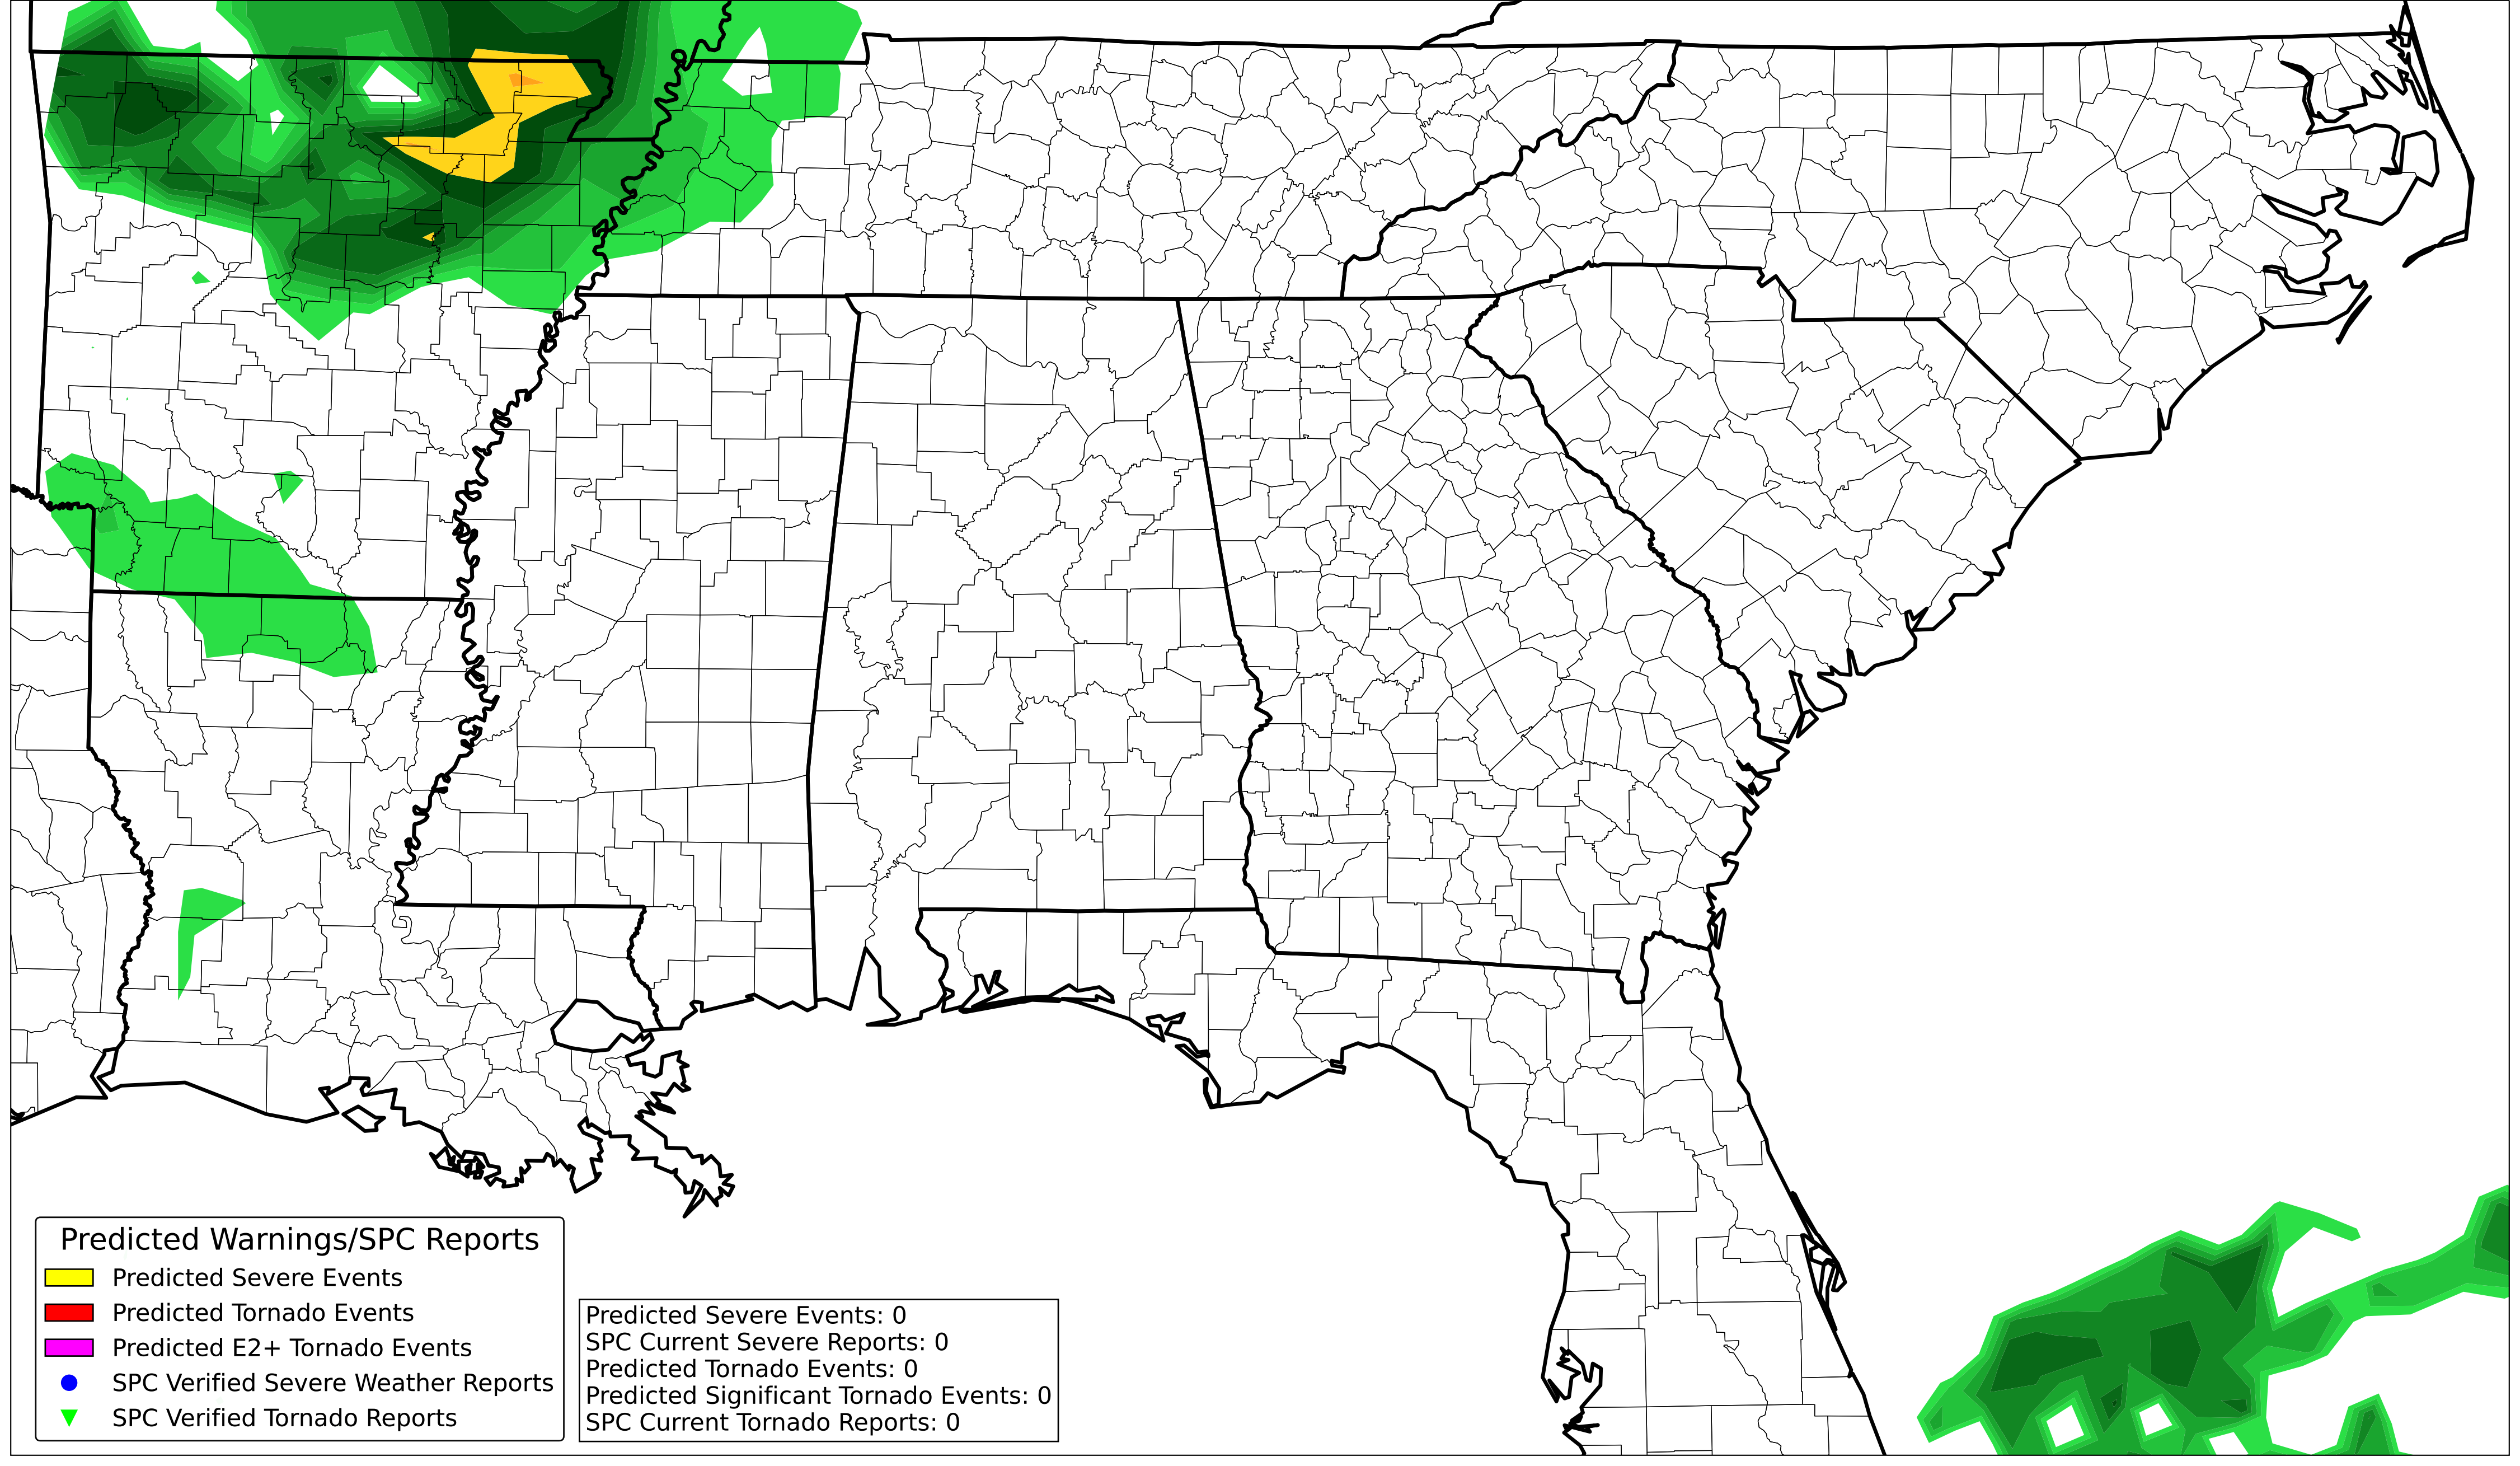 Predicted Warnings/SPC Reports
Predicted Severe Events
Predicted Tornado Events
Predicted E2+ Tornado Events
SPC Verified Severe Weather Reports
SPC Verified Tornado Reports
Predicted Severe Events: 0
SPC Current Severe Reports: 0
Predicted Tornado Events: 0
Predicted Significant Tornado Events: 0
SPC Current Tornado Reports: 0